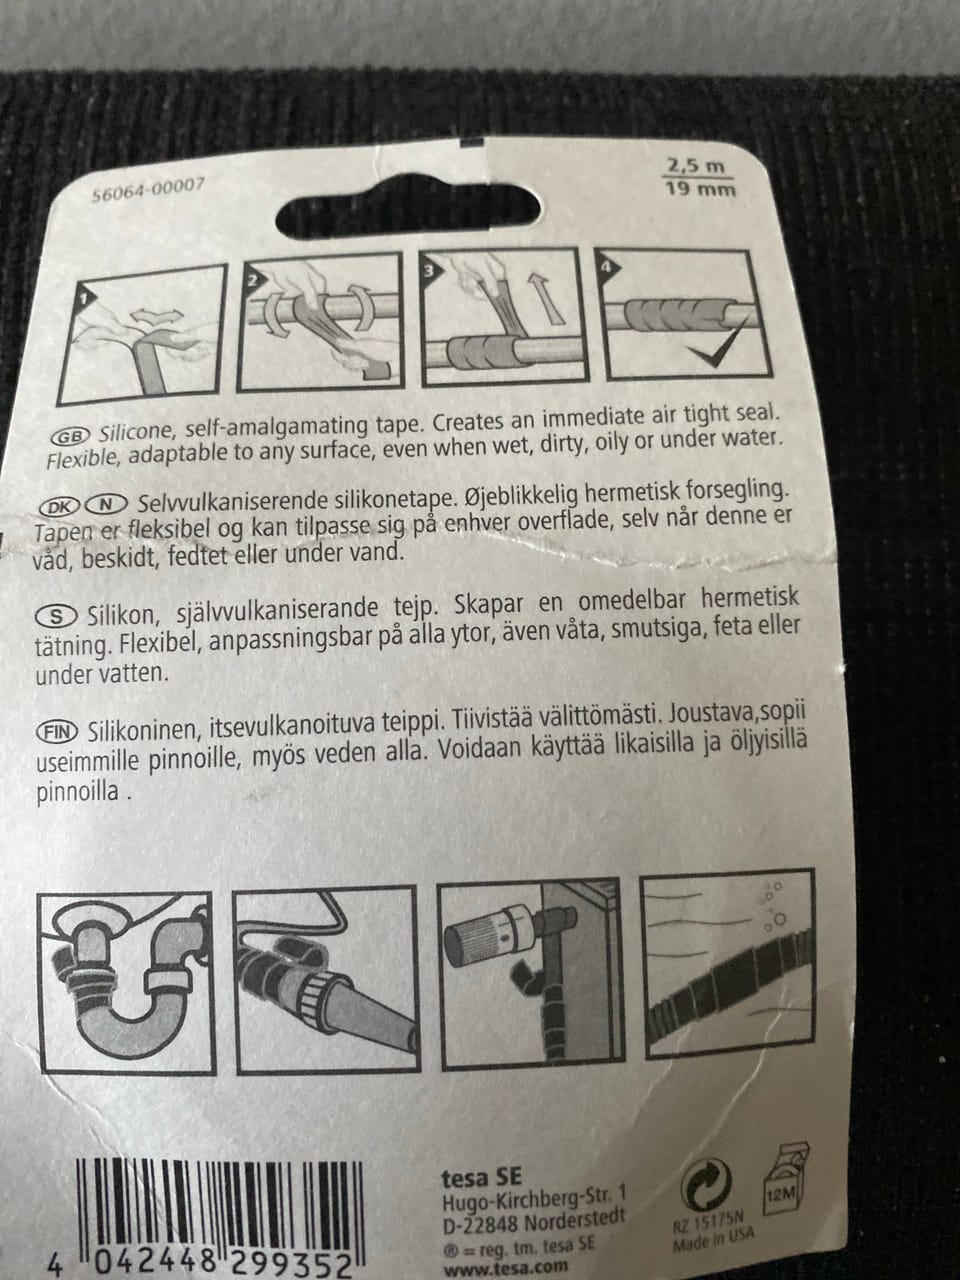 56064-00007
2,5 m
19 mm
1
2
3
4
GB Silicone, self-amalgamating tape. Creates an immediate air tight seal.
Flexible, adaptable to any surface, even when wet, dirty, oily or under water.
DK N Selvvulkaniserende silikonetape. Øjeblikkelig hermetisk forsegling.
Tapen er fleksibel og kan tilpasse sig på enhver overflade, selv når denne er
våd, beskidt, fedtet eller under vand.
S Silikon, självvulkaniserande tejp. Skapar en omedelbar hermetisk
tätning. Flexibel, anpassningsbar på alla ytor, även våta, smutsiga, feta eller
under vatten.
FIN Silikoninen, itsevulkanoituva teippi. Tiivistää välittömästi. Joustava,sopii
useimmille pinnoille, myös veden alla. Voidaan käyttää likaisilla ja öljyisillä
pinnoilla .
tesa SE
Hugo-Kirchberg-Str. 1
D-22848 Norderstedt
® = reg. tm. tesa SE
www.tesa.com
12M
RZ 15175N
Made in USA
4 042448 299352